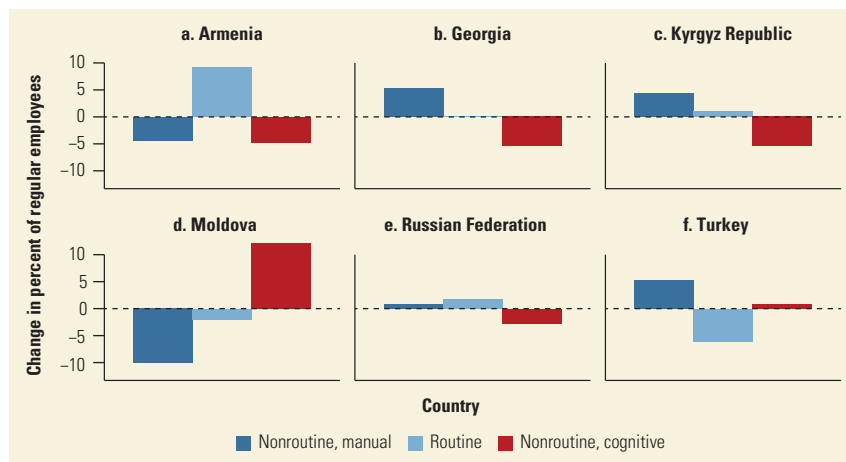 a. Armenia
b. Georgia
c. Kyrgyz Republic
Change in percent of regular employees
10
5
0
–5
–10
d. Moldova
e. Russian Federation
f. Turkey
10
5
0
–5
–10
Country
Nonroutine, manual
Routine
Nonroutine, cognitive